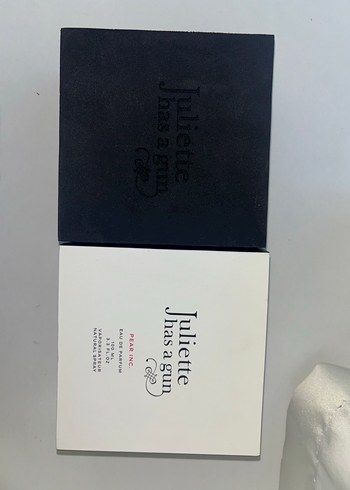 Juliette
has a gun
Juliette
has a gun
PEAR INC.
EAU DE PARFUM
100 ML
3.3 FL.OZ
VAPORISATEUR
NATURAL SPRAY